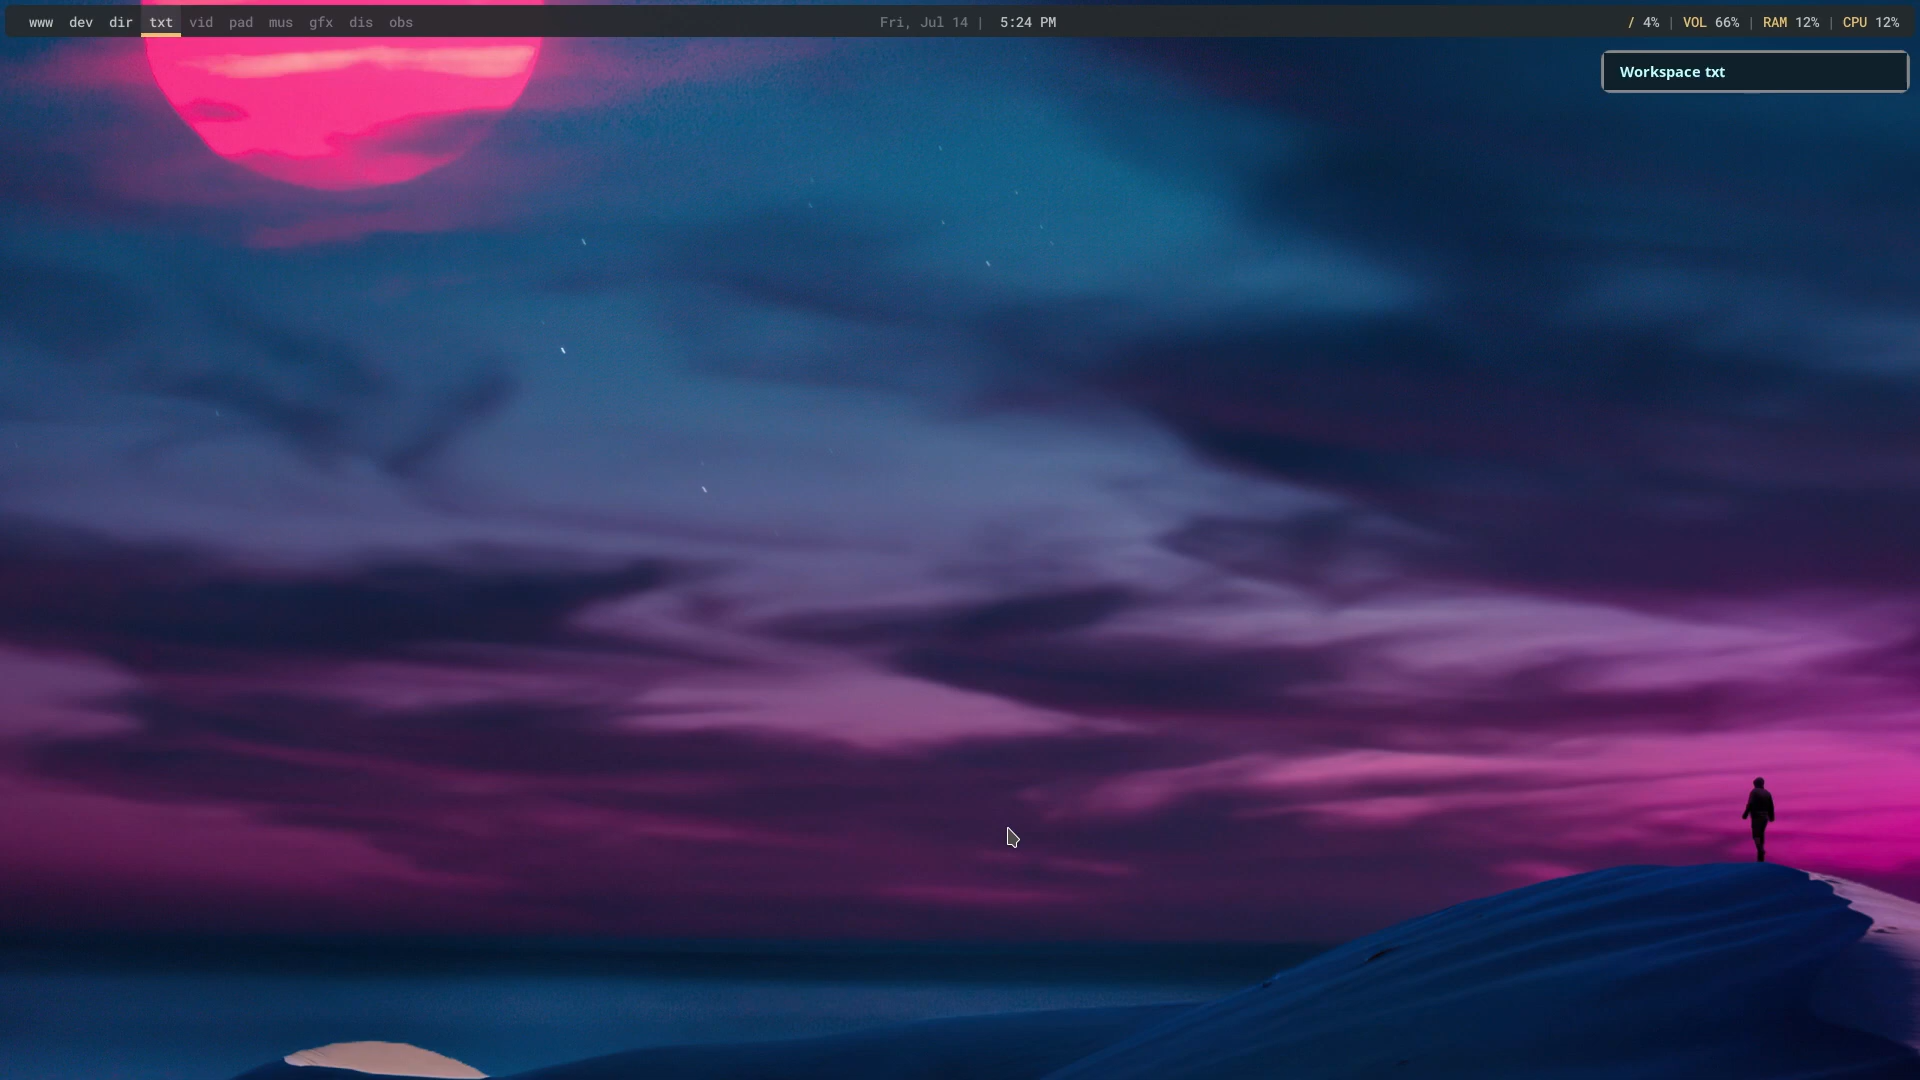 www dev dir txt vid pad mus gfx dis obs
Fri, Jul 14 | 5:24 PM
/ 4% | VOL 66% | RAM 12% | CPU 12%
Workspace txt